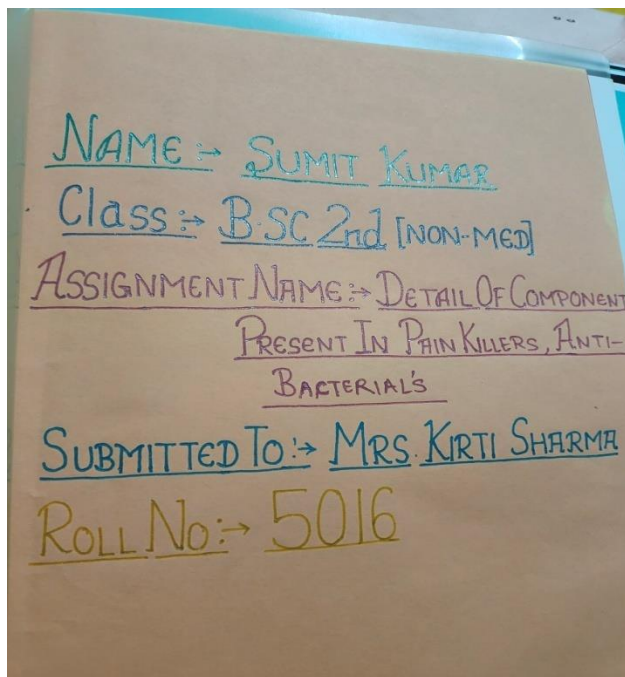 NAME :→ SUMIT KUMAR
Class :→ B.SC 2nd [NON-MED]
ASSIGNMENT NAME :→ DETAIL OF COMPONENT
PRESENT IN PAIN KILLERS, ANTI-
BACTERIAL'S
SUBMITTED TO :→ MRS. KIRTI SHARMA
ROLL NO :→ 5016